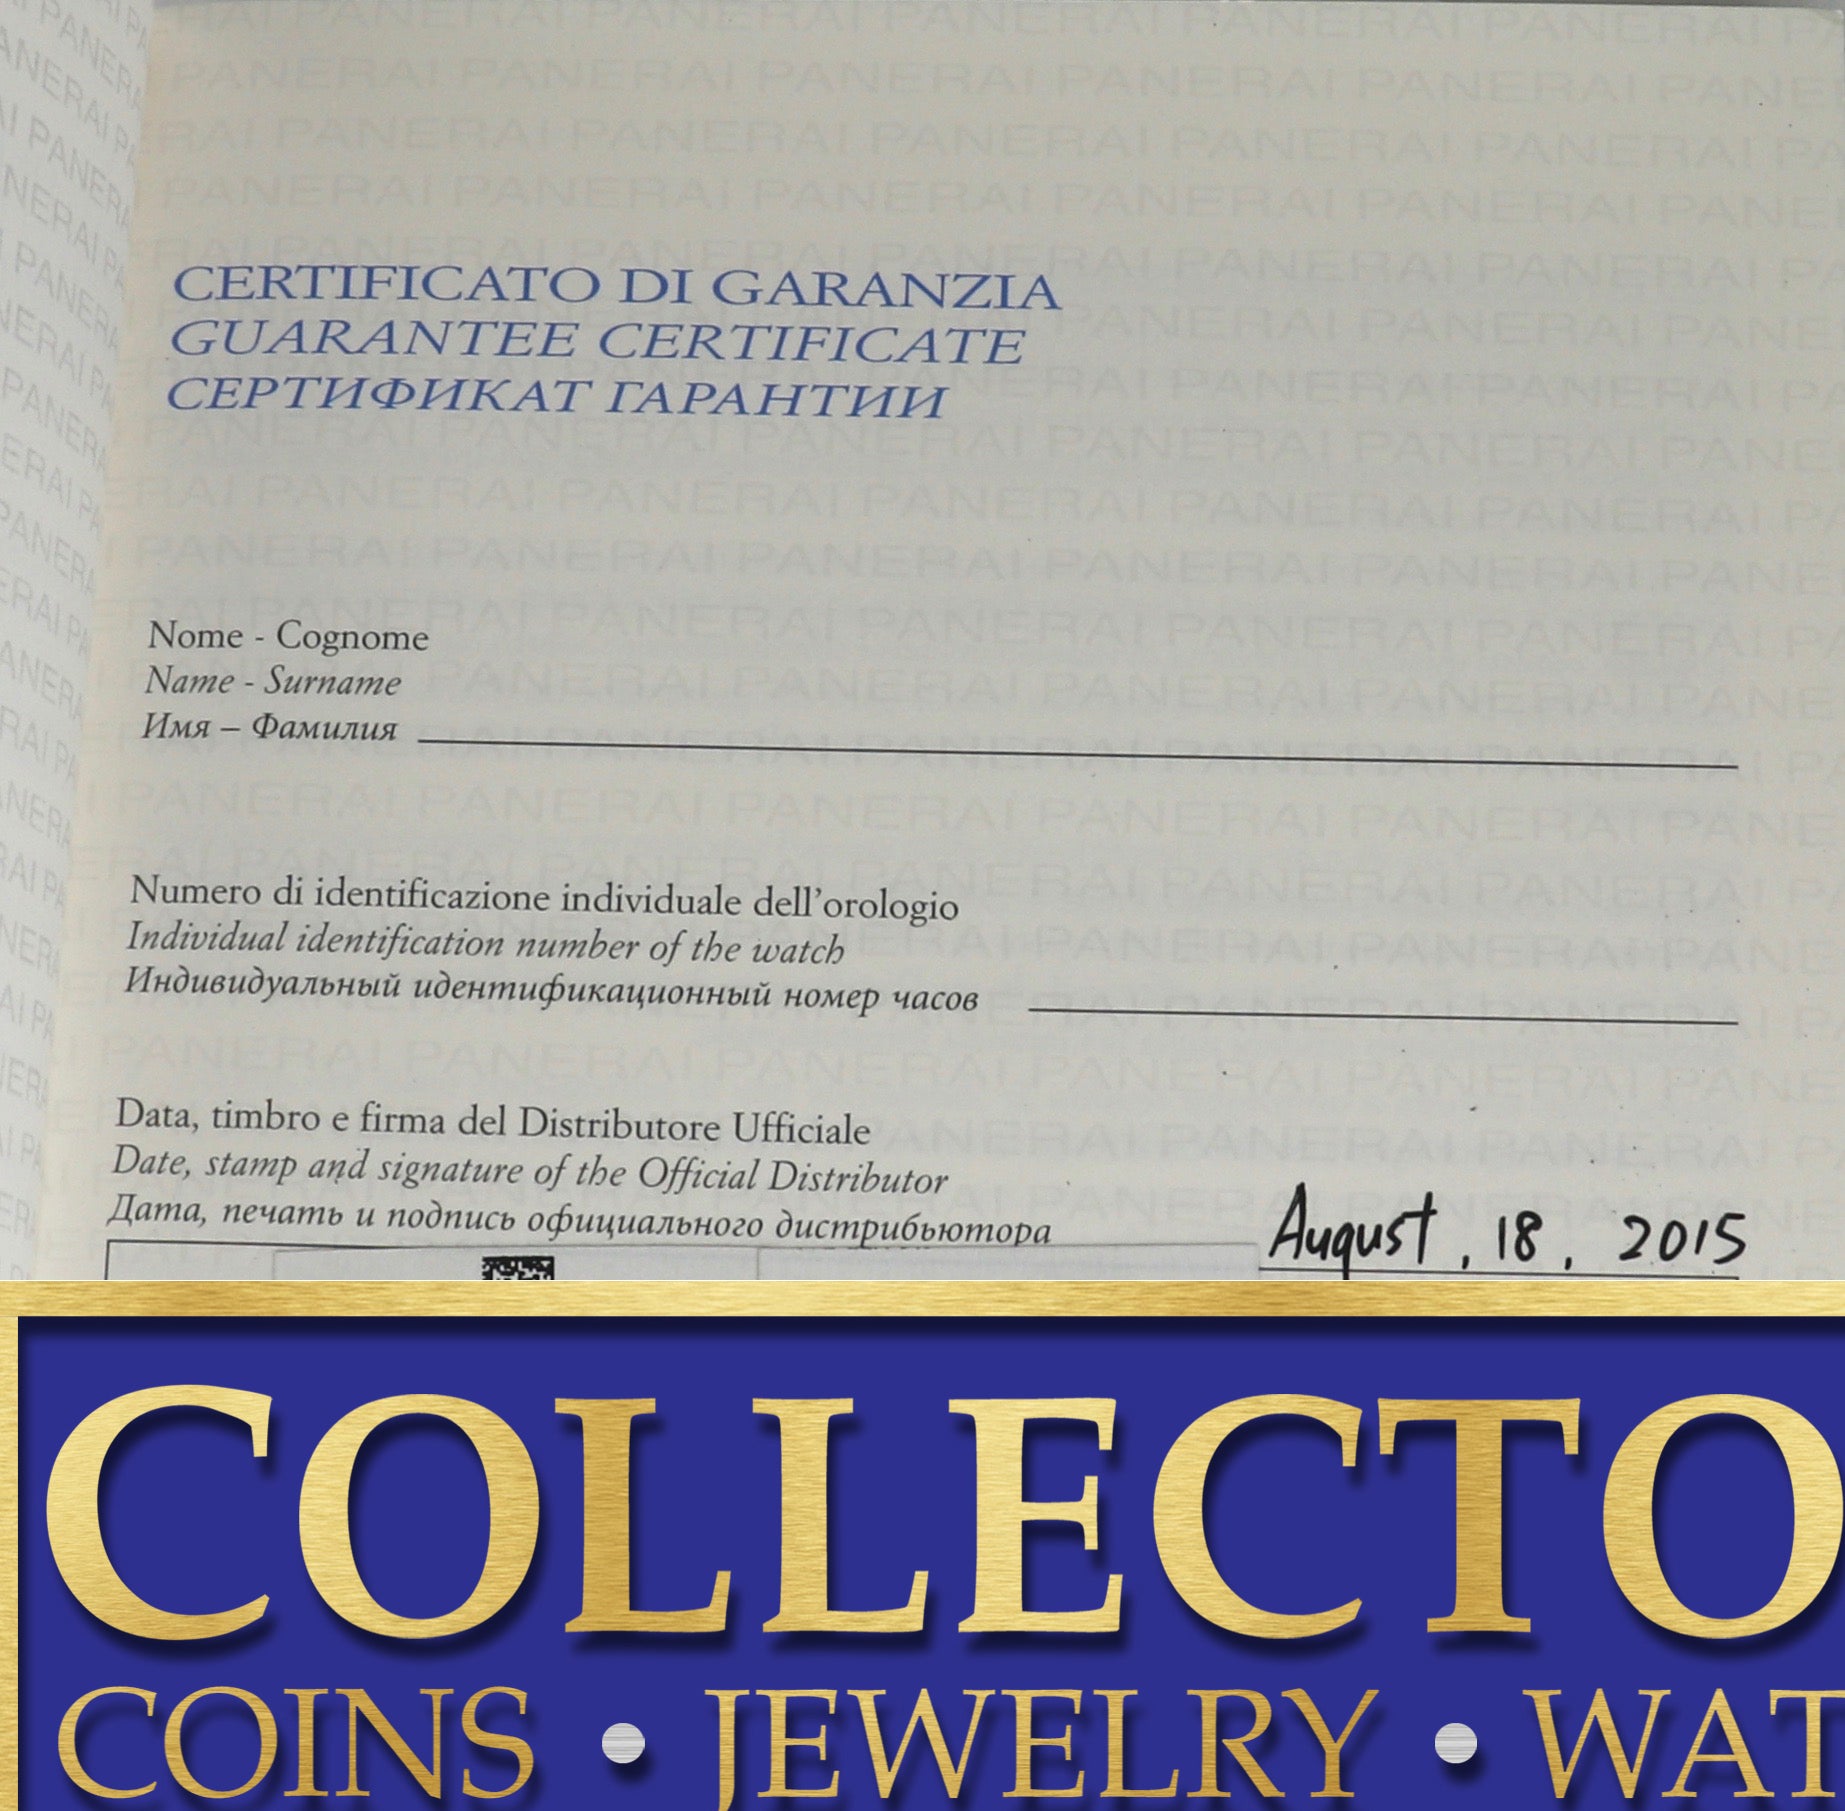 CERTIFICATO DI GARANZIA
GUARANTEE CERTIFICATE
СЕРТИФИКАТ ГАРАНТИИ
Nome - Cognome
Name - Surname
Имя – Фамилия
Numero di identificazione individuale dell’orologio
Individual identification number of the watch
Индивидуальный идентификационный номер часов
Data, timbro e firma del Distributore Ufficiale
Date, stamp and signature of the Official Distributor
Дата, печать и подпись официального дистрибьютора
August, 18, 2015
COLLECTO
COINS • JEWELRY • WAT